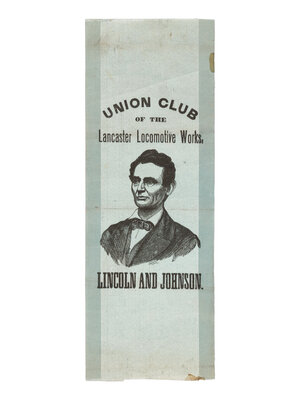 UNION CLUB
OF THE
Lancaster Locomotive Works.
LINCOLN AND JOHNSON.